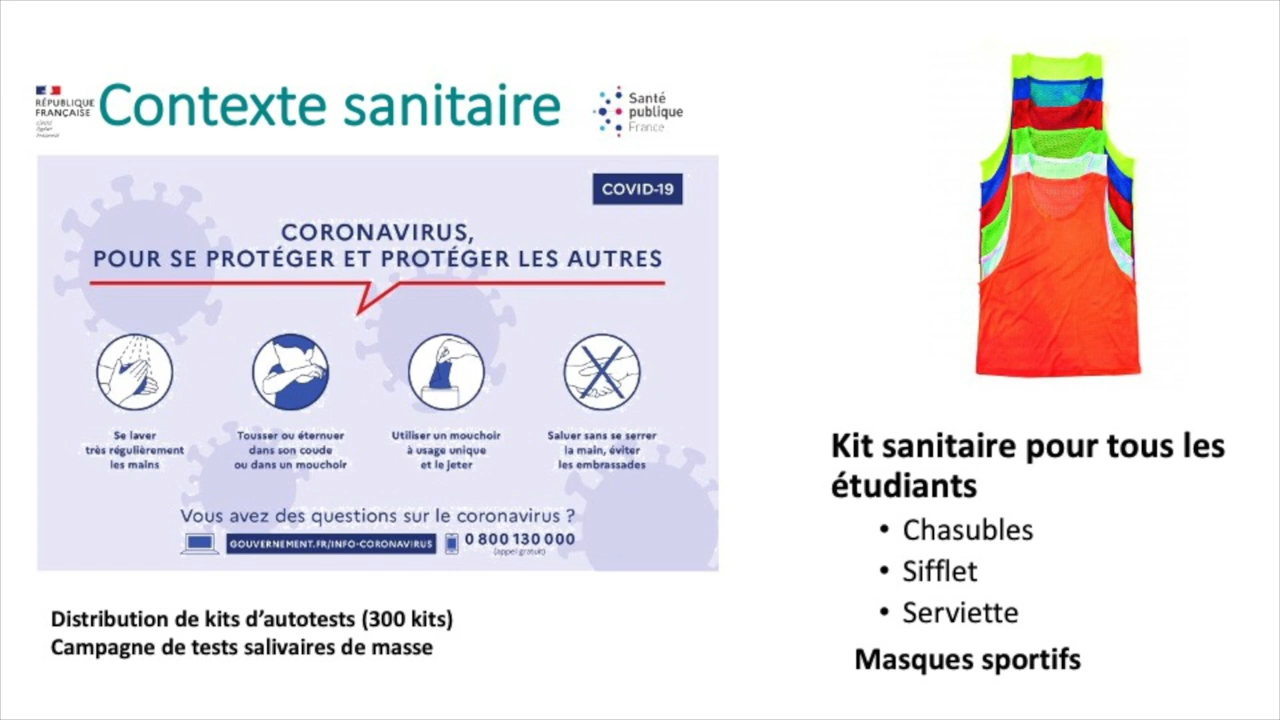 RÉPUBLIQUE
FRANÇAISE
Contexte sanitaire
Santé
publique
France
COVID-19
CORONAVIRUS,
POUR SE PROTÉGER ET PROTÉGER LES AUTRES
Se laver
très régulièrement
les mains
Tousser ou éternuer
dans son coude
ou dans un mouchoir
Utiliser un mouchoir
à usage unique
et le jeter
Saluer sans se serrer
la main, éviter
les embrassades
Vous avez des questions sur le coronavirus ?
GOUVERNEMENT.FR/INFO-CORONAVIRUS
0 800 130 000
(appel gratuit)
Distribution de kits d’autotests (300 kits)
Campagne de tests salivaires de masse
Kit sanitaire pour tous les
étudiants
• Chasubles
• Sifflet
• Serviette
Masques sportifs